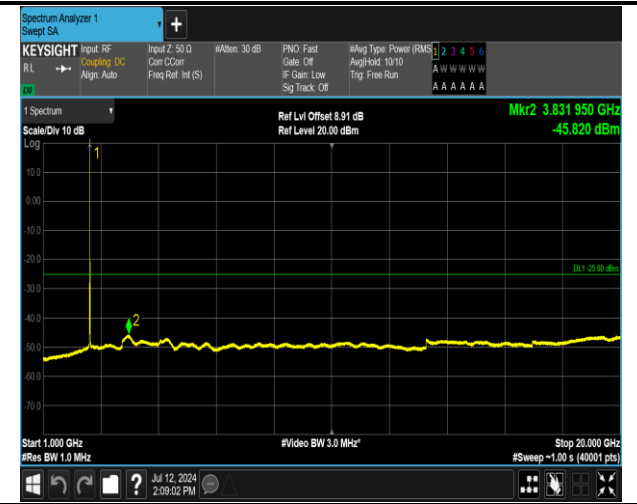 Spectrum Analyzer 1
Swept SA
+
KEYSIGHT Input: RF Input Z: 50 Ω #Atten: 30 dB PNO: Fast #Avg Type: Power (RMS 1 2 3 4 5 6
RL Coupling: DC Corr CCorr Gate: Off Avg|Hold: 10/10 A W W W W W
Align: Auto Freq Ref: Int (S) IF Gain: Low Trig: Free Run
Sig Track: Off A A A A A A
LXI
1 Spectrum Ref Lvl Offset 8.91 dB Mkr2 3.831 950 GHz
Scale/Div 10 dB Ref Level 20.00 dBm -45.820 dBm
Log
1
10.0
0.00
-10.0
-20.0
DL1 -25.00 dBm
-30.0
-40.0
2
-50.0
-60.0
-70.0
Start 1.000 GHz #Video BW 3.0 MHz* Stop 20.000 GHz
#Res BW 1.0 MHz #Sweep ~1.00 s (40001 pts)
? Jul 12, 2024
2:09:02 PM